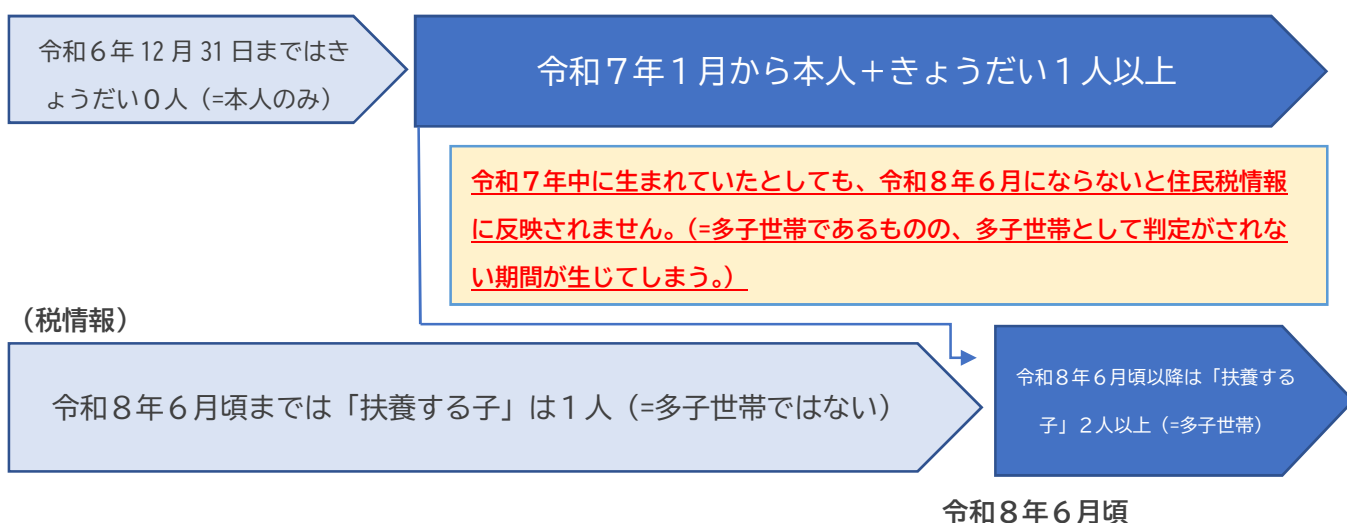 令和６年 12 月 31 日まではき
ょうだい０人（=本人のみ）
令和７年１月から本人＋きょうだい１人以上
令和７年中に生まれていたとしても、令和８年６月にならないと住民税情報
に反映されません。（=多子世帯であるものの、多子世帯として判定がされな
い期間が生じてしまう。）
（税情報）
令和８年６月頃までは「扶養する子」は１人（=多子世帯ではない）
令和８年６月頃以降は「扶養する
子」２人以上（=多子世帯）
令和８年６月頃